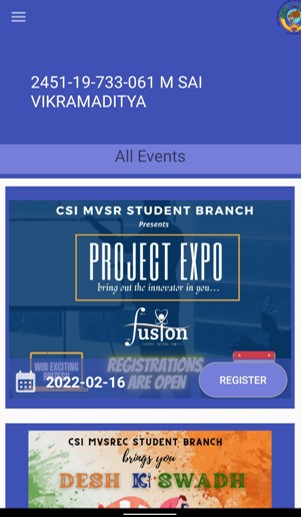 2451-19-733-061 M SAI
VIKRAMADITYA
All Events
CSI MVSR STUDENT BRANCH
Presents
PROJECT EXPO
bring out the innovator in you...
fusion
WIN EXCITING
REGISTRATIONS
ARE OPEN
2022-02-16
REGISTER
CSI MVSREC STUDENT BRANCH
brings you
DESH KI SWADH